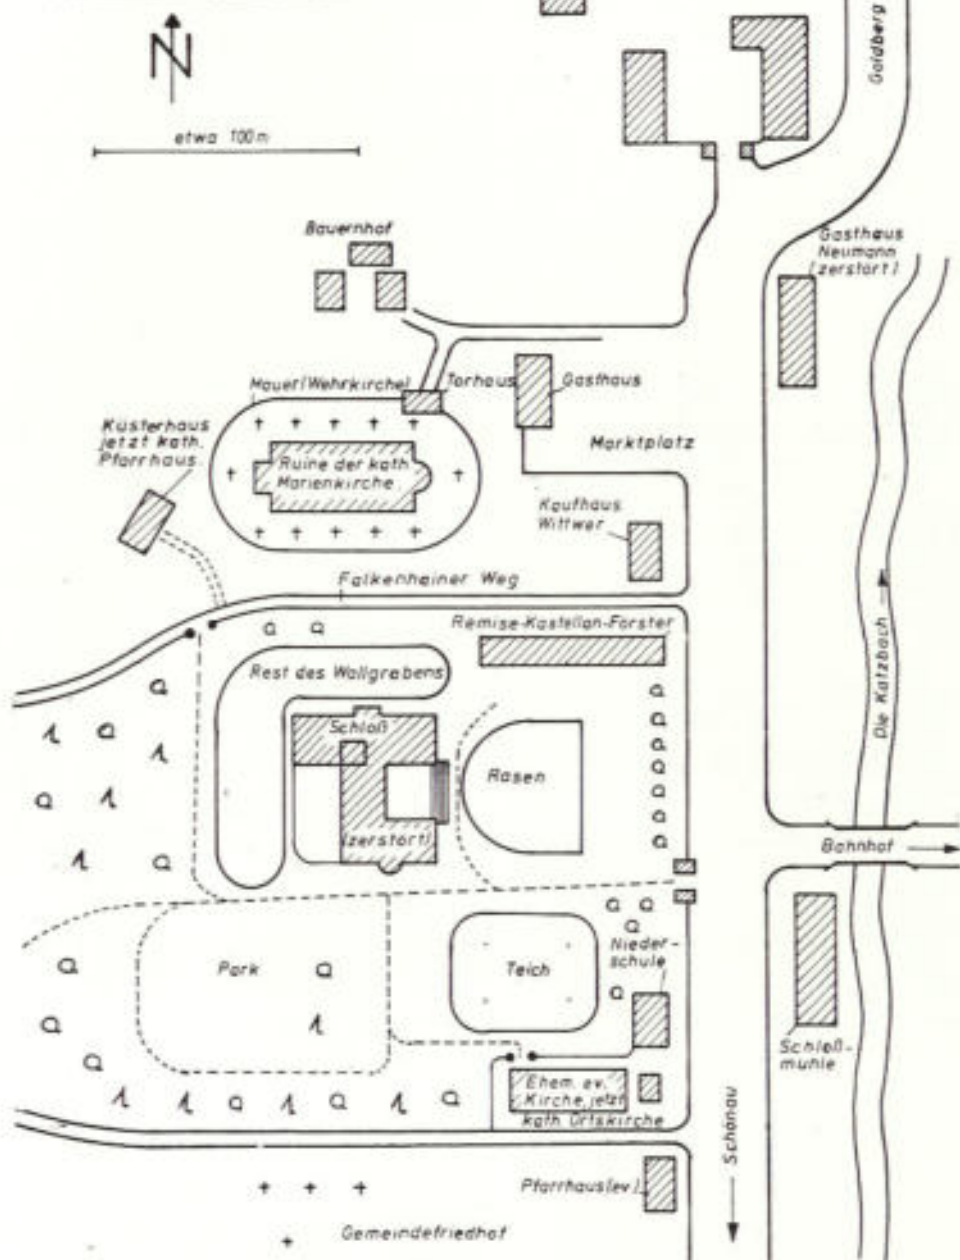 N
etwa 100m
Goldberg
Bauernhof
Gasthaus
Neumann
(zerstört)
Mauer(Wehrkirche)
Torhaus
Gasthaus
Küsterhaus
jetzt kath.
Pfarrhaus.
Marktplatz
Ruine der kath.
Marienkirche
Kaufhaus
Wittwer
Falkenhainer Weg
Remise-Kastellan-Förster
Rest des Wallgrabens
Die Katzbach
Schloß
Rasen
(zerstört)
Bahnhof
Nieder-
schule
Park
Teich
Schloß-
mühle
Ehem. ev.
Kirche, jetzt
kath. Ortskirche
Schönau
Pfarrhaus(ev.)
Gemeindefriedhof